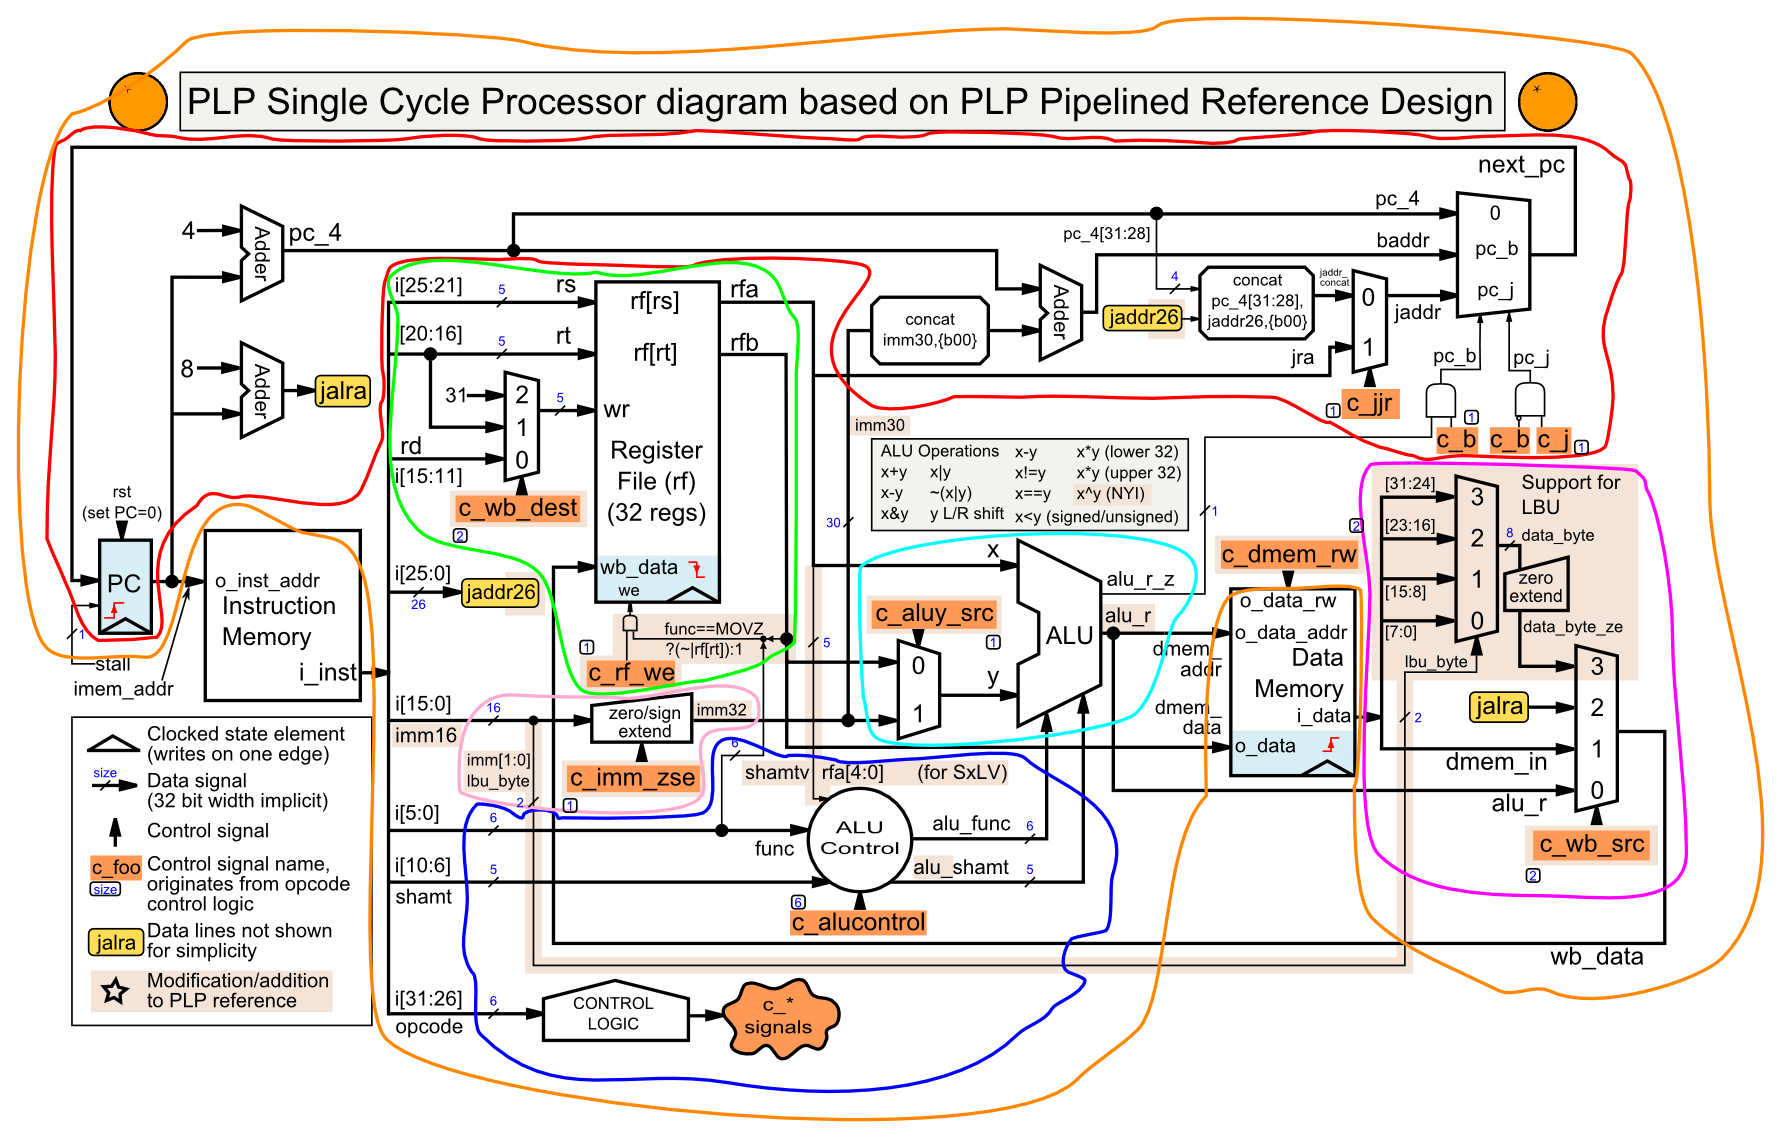 PLP Single Cycle Processor diagram based on PLP Pipelined Reference Design
next_pc
4
Adder
pc_4
8
Adder
jalra
rst
(set PC=0)
PC
1
stall
imem_addr
o_inst_addr
Instruction
Memory
i_inst
i[25:21]
5
rs
[20:16]
5
rt
31
2
1
0
5
rd
i[15:11]
c_wb_dest
2
i[25:0]
26
jaddr26
rf[rs]
rf[rt]
wr
Register
File (rf)
(32 regs)
wb_data
we
rfa
rfb
func==MOVZ
?(~|rf[rt]):1
1
c_rf_we
5
i[15:0]
16
imm16
zero/sign
extend
imm32
imm[1:0]
lbu_byte
2
c_imm_zse
1
6
shamtv
rfa[4:0]
(for SxLV)
i[5:0]
6
func
i[10:6]
5
shamt
ALU
Control
alu_func
6
alu_shamt
5
6
c_alucontrol
i[31:26]
6
opcode
CONTROL
LOGIC
c_*
signals
concat
imm30,{b00}
imm30
30
Adder
pc_4[31:28]
4
jaddr26
concat
pc_4[31:28],
jaddr26,{b00}
jaddr_
concat
0
1
jra
jaddr
c_jjr
1
pc_4
baddr
0
pc_b
pc_j
pc_b
pc_j
1
c_b
c_b
c_j
1
ALU Operations
x+y
x|y
x-y
~(x|y)
x&y
y L/R shift
x-y
x!=y
x==y
x<y (signed/unsigned)
x*y (lower 32)
x*y (upper 32)
x^y (NYI)
1
x
y
ALU
alu_r_z
alu_r
c_aluy_src
1
0
1
dmem_
addr
dmem_
data
c_dmem_rw
2
o_data_rw
o_data_addr
Data
Memory
i_data
o_data
[31:24]
[23:16]
[15:8]
[7:0]
3
2
1
0
Support for
LBU
8
data_byte
zero
extend
data_byte_ze
lbu_byte
2
jalra
dmem_in
alu_r
3
2
1
0
c_wb_src
2
wb_data
Clocked state element
(writes on one edge)
size
Data signal
(32 bit width implicit)
Control signal
c_foo
size
Control signal name,
originates from opcode
control logic
jalra
Data lines not shown
for simplicity
Modification/addition
to PLP reference